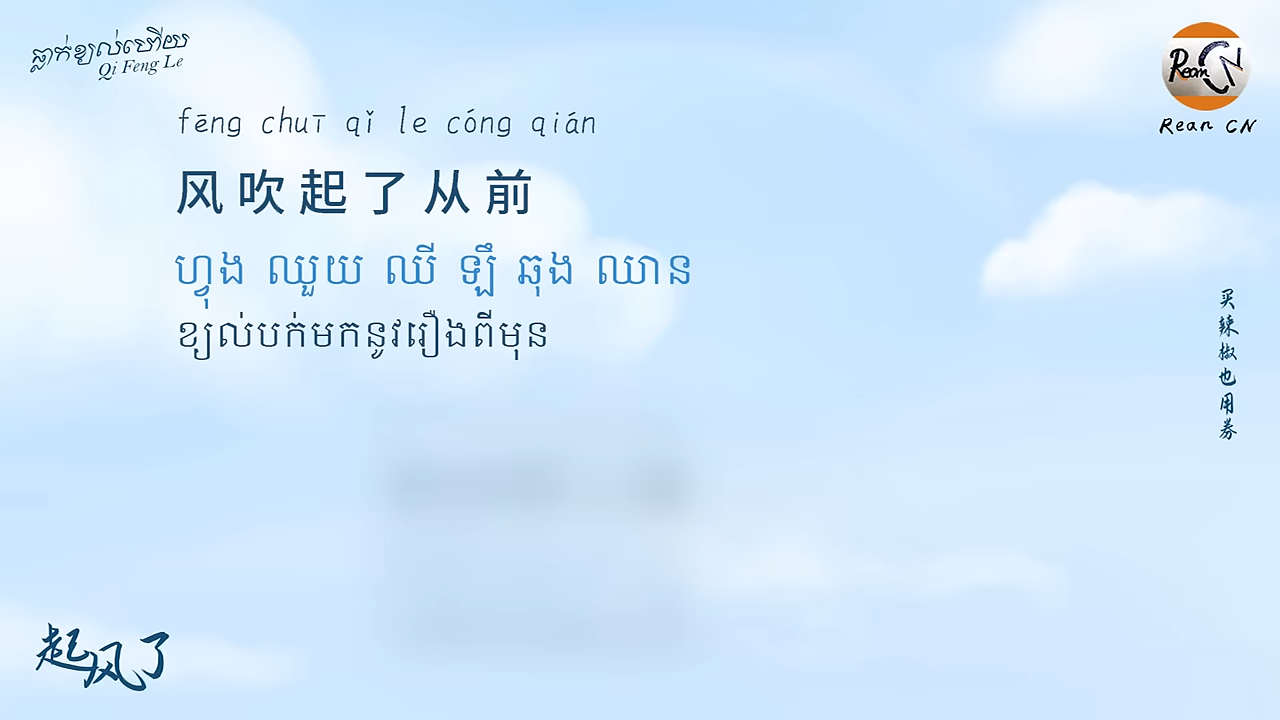 ធ្លាក់ខ្យល់ហើយ
Qi Feng Le
Rean CN
Rean CN
fēng chuī qǐ le cóng qián
风吹起了从前
ហ្វុង ឈួយ ឈី ឡឹ ឆុង ឈាន
ខ្យល់បក់មកនូវរឿងពីមុន
买辣椒也用券
起风了